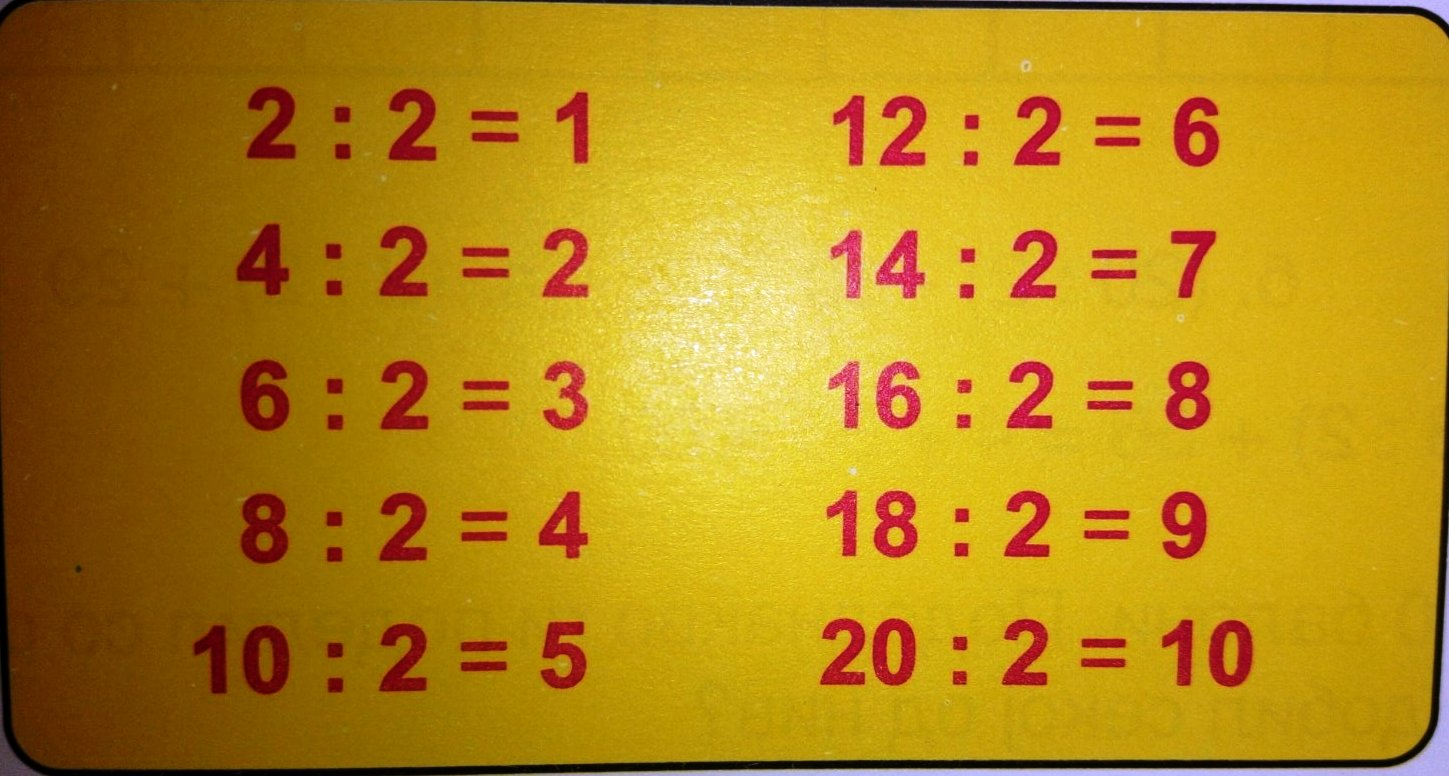 2 : 2 = 1
4 : 2 = 2
6 : 2 = 3
8 : 2 = 4
10 : 2 = 5
12 : 2 = 6
14 : 2 = 7
16 : 2 = 8
18 : 2 = 9
20 : 2 = 10